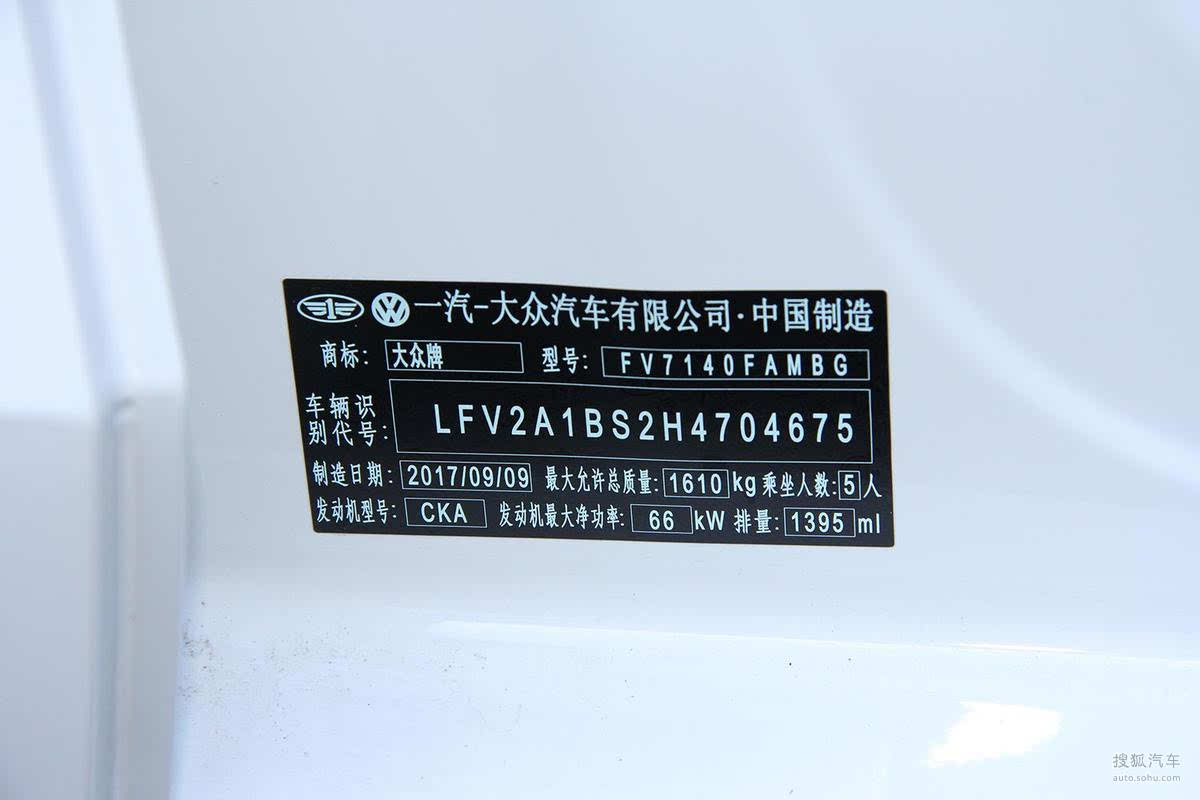 一汽-大众汽车有限公司·中国制造
商标: 大众牌 型号: FV7140FAMBG
车辆识别代号: LFV2A1BS2H4704675
制造日期: 2017/09/09 最大允许总质量: 1610 kg 乘坐人数: 5 人
发动机型号: CKA 发动机最大净功率: 66 kW 排量: 1395 ml
搜狐汽车
auto.sohu.com